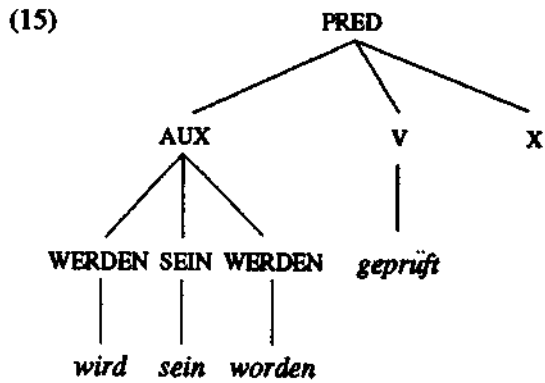 (15) PRED
AUX V X
WERDEN SEIN WERDEN geprüft
wird sein worden